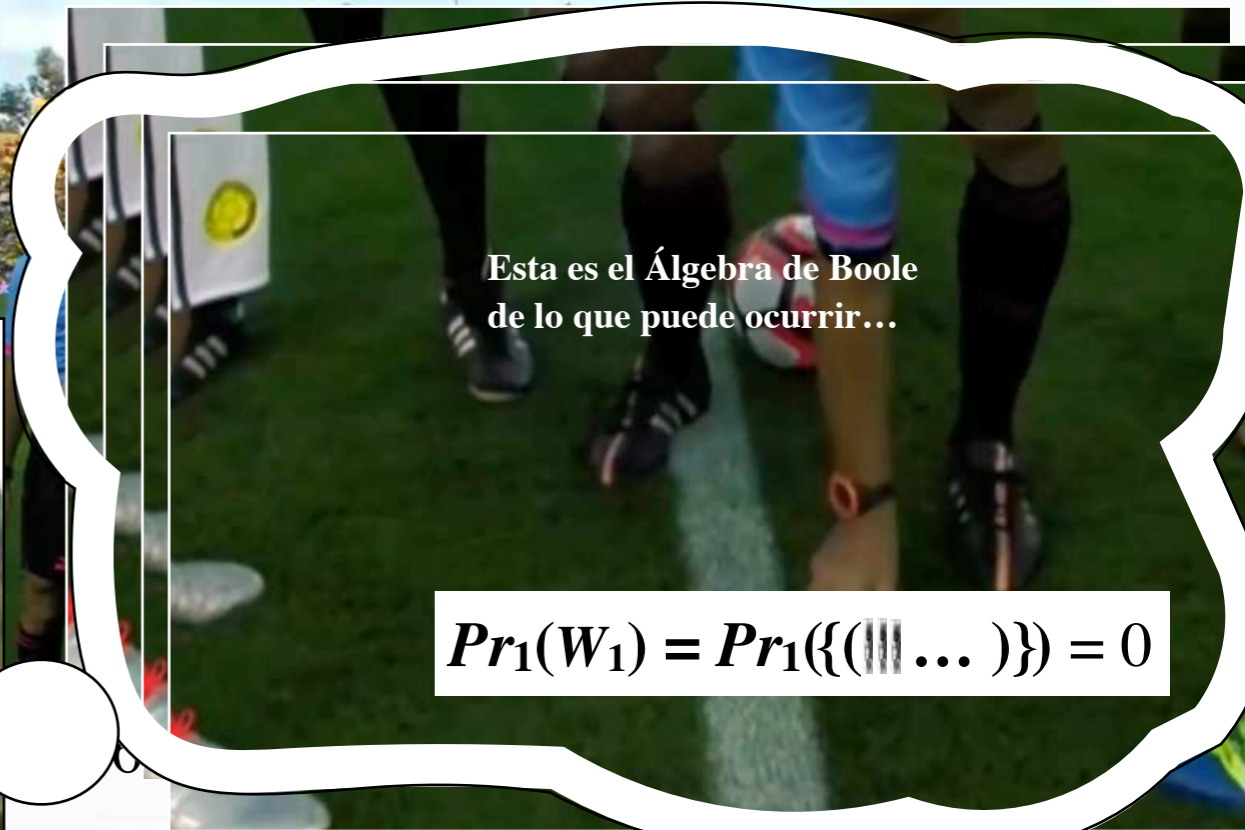 Esta es el Álgebra de Boole
de lo que puede ocurrir…
Pr₁(W₁) = Pr₁({( … )}) = 0